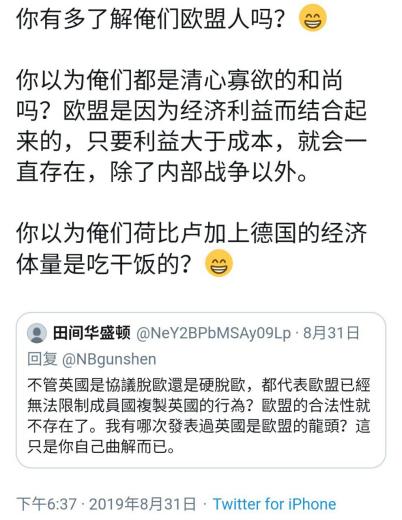 你有多了解俺们欧盟人吗？😁
你以为俺们都是清心寡欲的和尚
吗？欧盟是因为经济利益而结合起
来的，只要利益大于成本，就会一
直存在，除了内部战争以外。
你以为俺们荷比卢加上德国的经济
体量是吃干饭的？😁
田间华盛顿 @NeY2BPbMSAy09Lp · 8月31日
回复 @NBgunshen
不管英國是協議脫歐還是硬脫歐，都代表歐盟已經
無法限制成員國複製英國的行為？歐盟的合法性就
不存在了。我有哪次發表過英國是歐盟的龍頭？這
只是你自己曲解而已。
下午6:37 · 2019年8月31日 · Twitter for iPhone